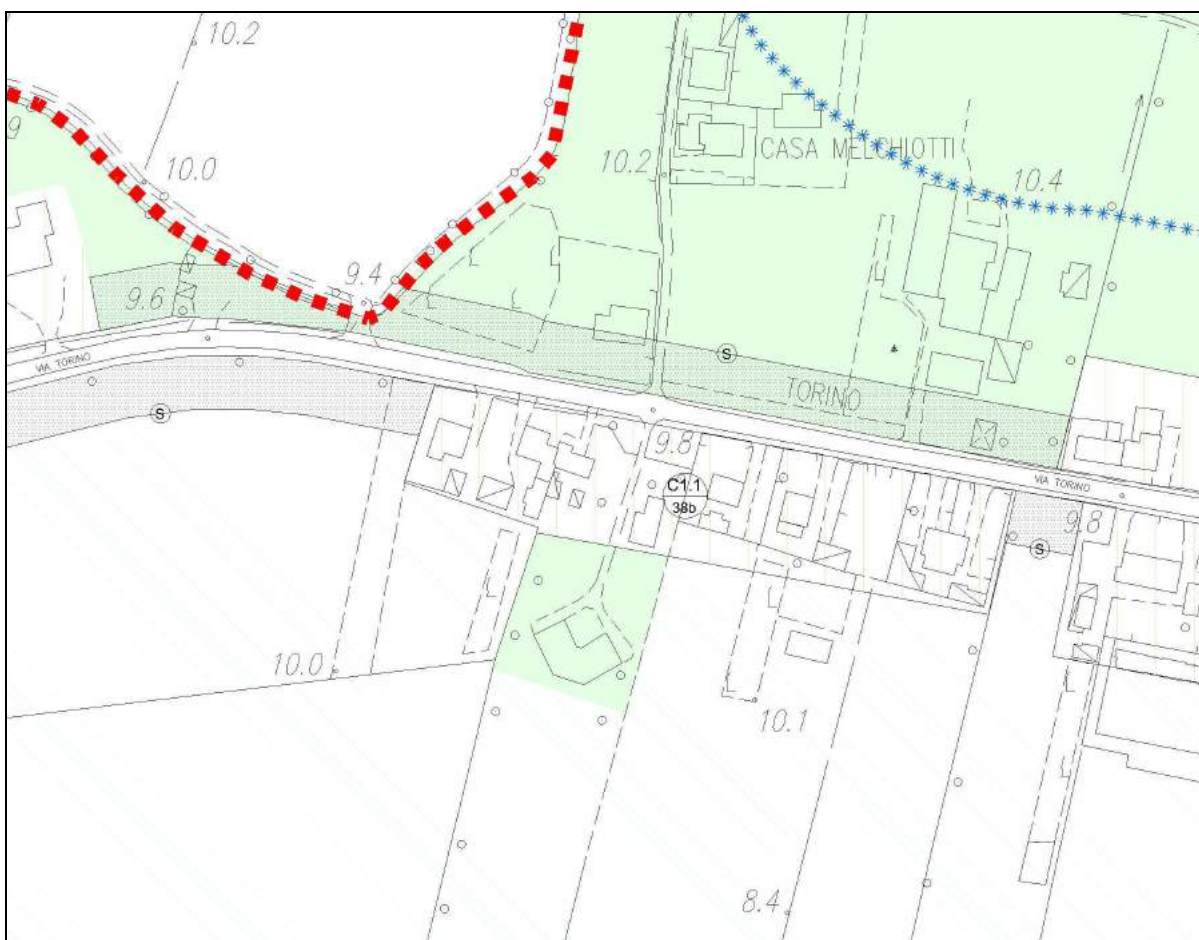 10.2
9
10.0
10.2
CASA MELCHIOTTI
10.4
9.4
9.6
S
VIA TORINO
TORINO
S
9.8
C1.1
38b
VIA TORINO
9.8
S
10.0
10.1
8.4